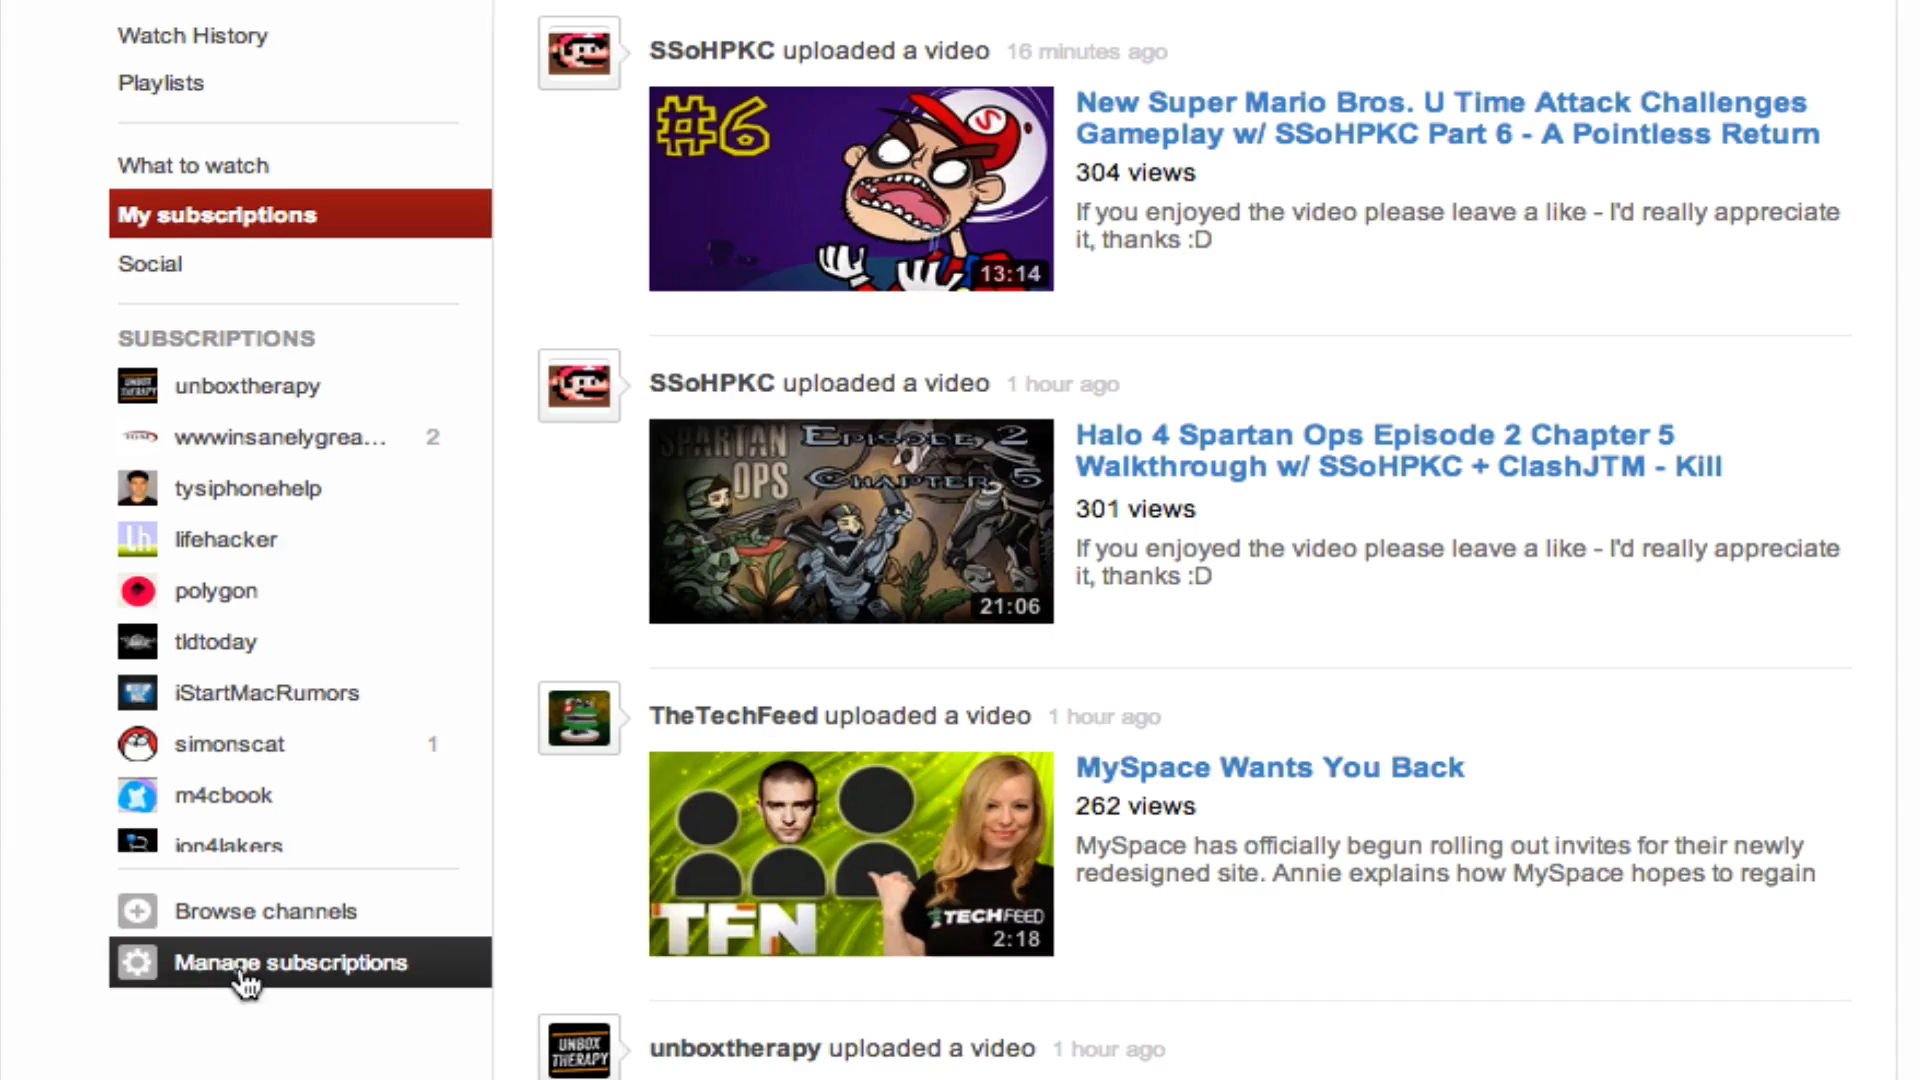 Watch History
Playlists
What to watch
My subscriptions
Social
SUBSCRIPTIONS
unboxtherapy
wwwinsanelygrea... 2
tysiphonehelp
lifehacker
polygon
tldtoday
iStartMacRumors
simonscat 1
m4cbook
jon4lakers
Browse channels
Manage subscriptions
SSoHPKC uploaded a video 16 minutes ago
#6
13:14
New Super Mario Bros. U Time Attack Challenges
Gameplay w/ SSoHPKC Part 6 - A Pointless Return
304 views
If you enjoyed the video please leave a like - I'd really appreciate
it, thanks :D
SSoHPKC uploaded a video 1 hour ago
SPARTAN
OPS
EPISODE 2
CHAPTER 5
21:06
Halo 4 Spartan Ops Episode 2 Chapter 5
Walkthrough w/ SSoHPKC + ClashJTM - Kill
301 views
If you enjoyed the video please leave a like - I'd really appreciate
it, thanks :D
TheTechFeed uploaded a video 1 hour ago
TFN
TECHFEED
2:18
MySpace Wants You Back
262 views
MySpace has officially begun rolling out invites for their newly
redesigned site. Annie explains how MySpace hopes to regain
UNBOX
THERAPY
unboxtherapy uploaded a video 1 hour ago